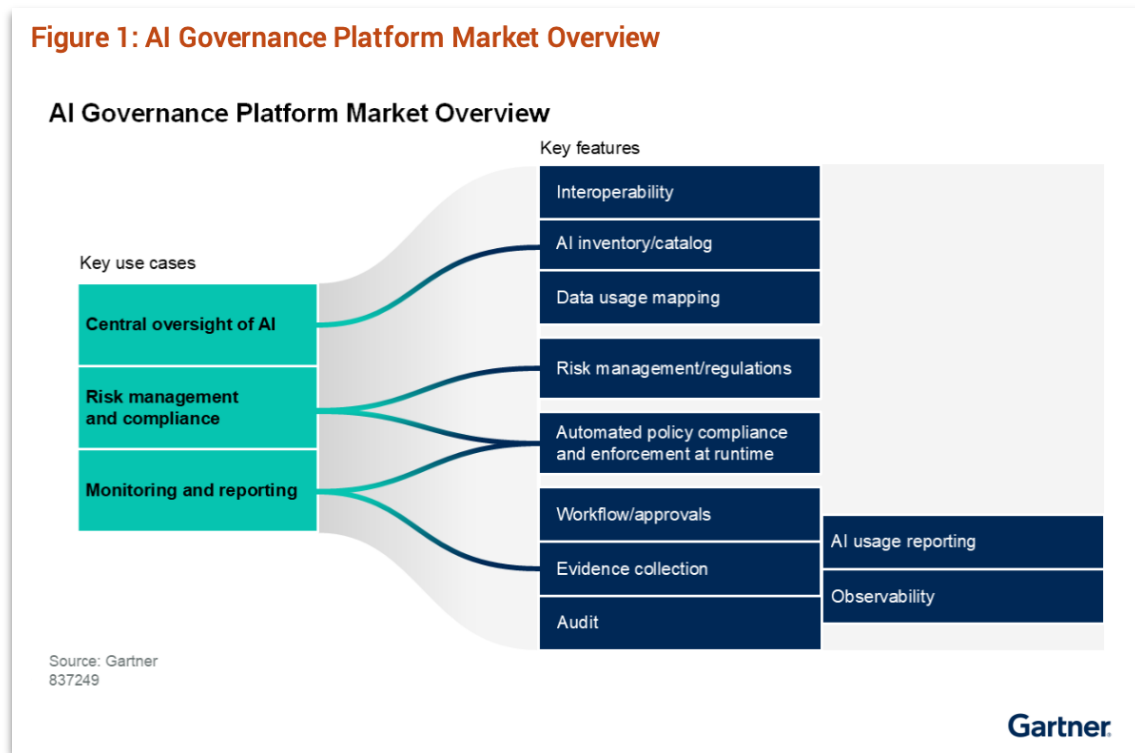 Figure 1: AI Governance Platform Market Overview
AI Governance Platform Market Overview
Key features
Interoperability
AI inventory/catalog
Data usage mapping
Key use cases
Central oversight of AI
Risk management
and compliance
Monitoring and reporting
Risk management/regulations
Automated policy compliance
and enforcement at runtime
Workflow/approvals
Evidence collection
Audit
AI usage reporting
Observability
Source: Gartner
837249
Gartner